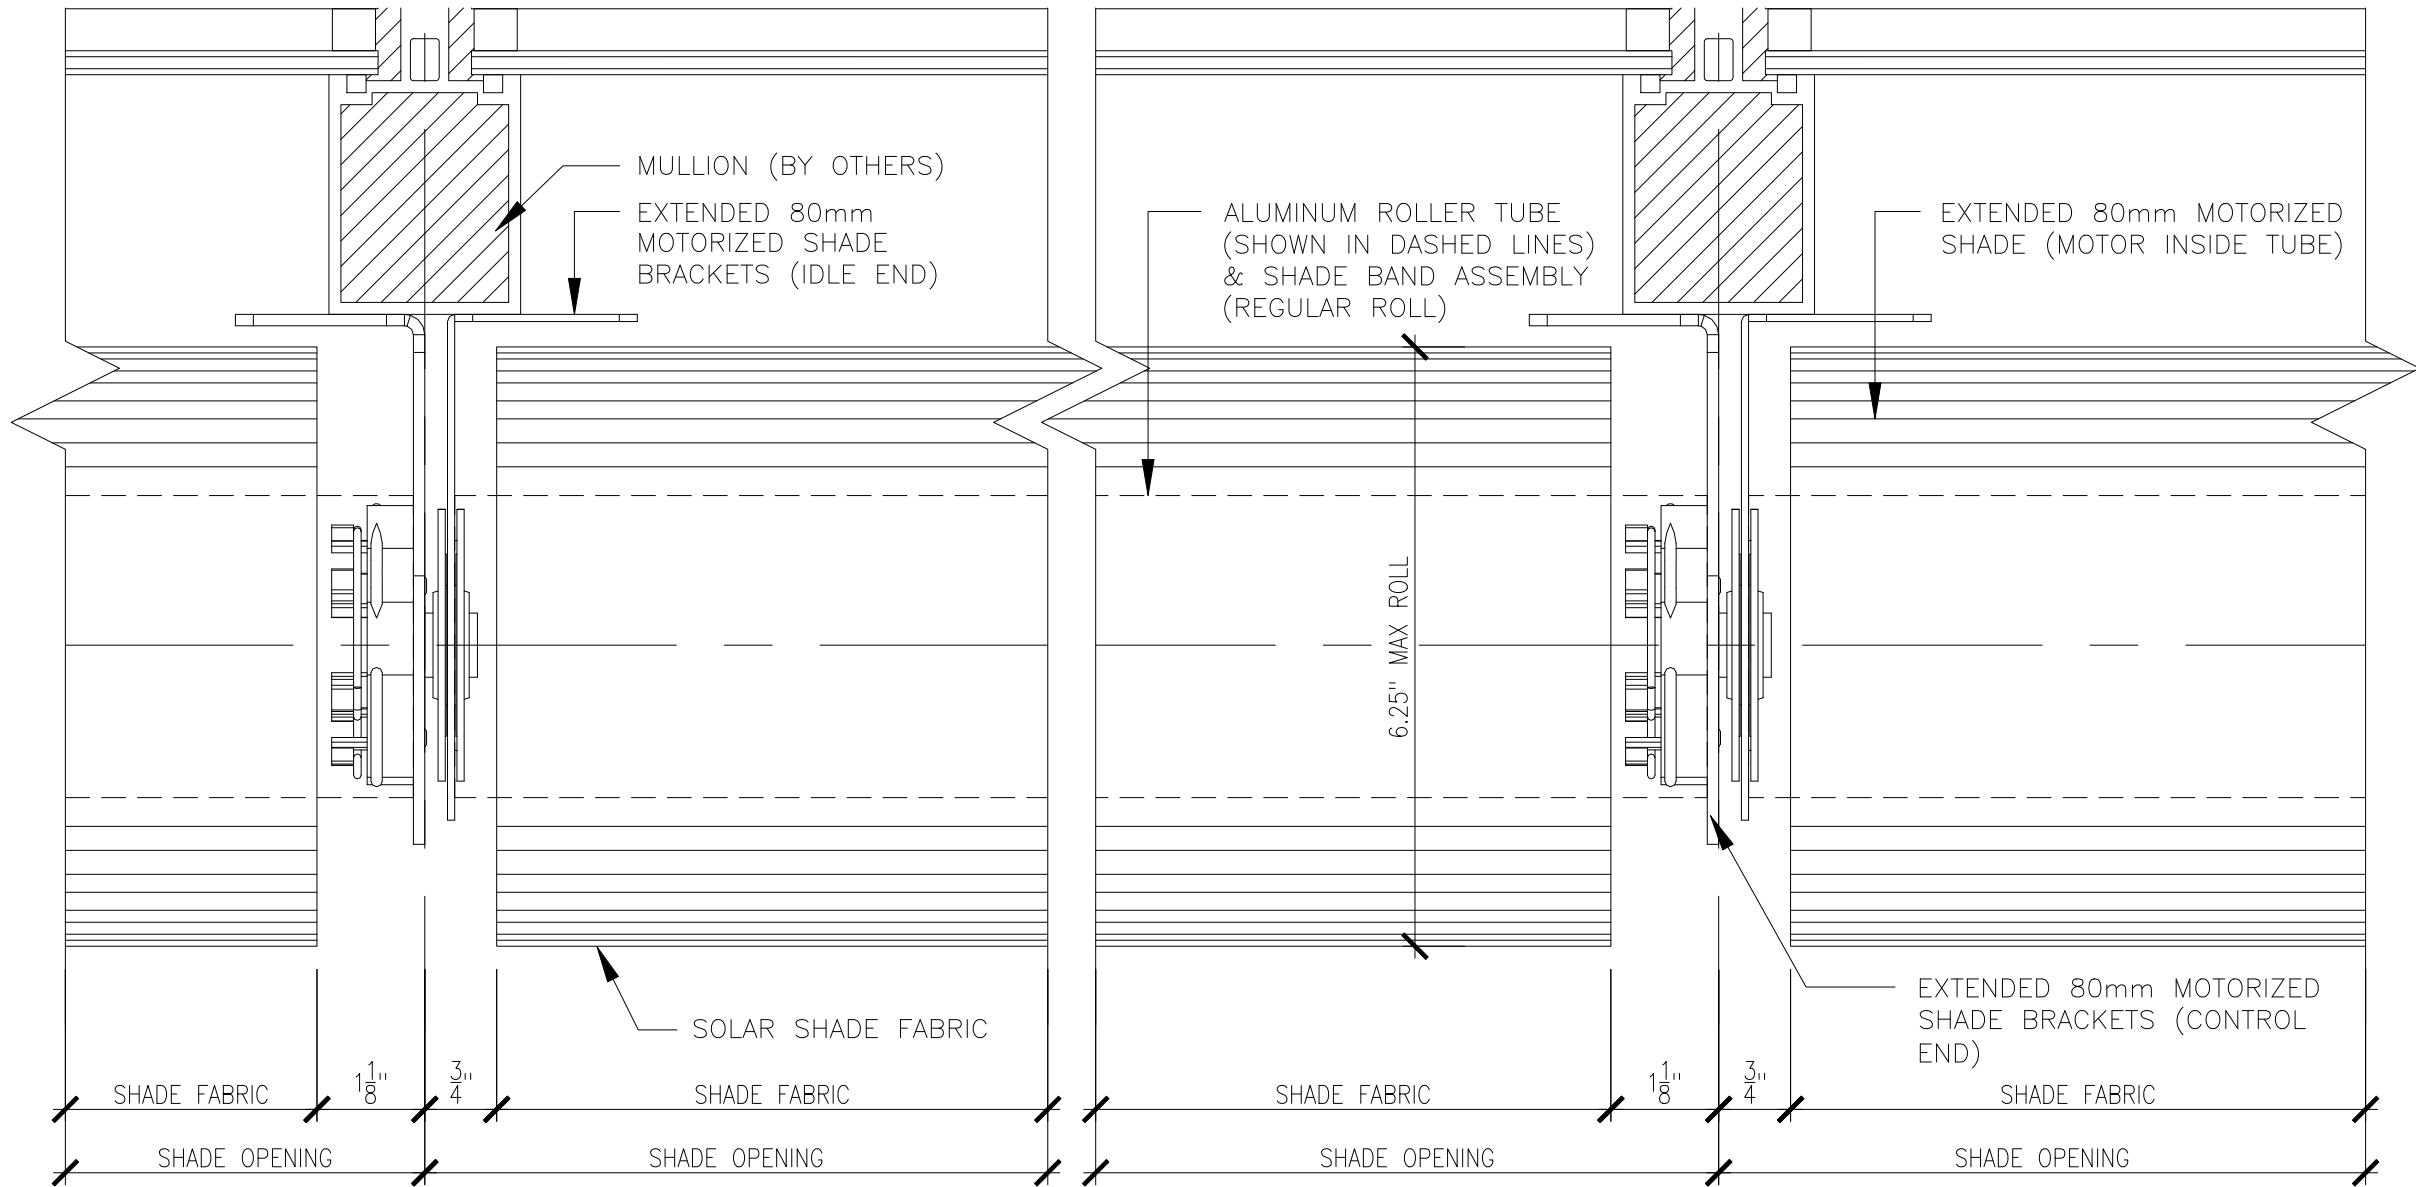 MULLION (BY OTHERS)
EXTENDED 80mm
MOTORIZED SHADE
BRACKETS (IDLE END)
ALUMINUM ROLLER TUBE
(SHOWN IN DASHED LINES)
& SHADE BAND ASSEMBLY
(REGULAR ROLL)
EXTENDED 80mm MOTORIZED
SHADE (MOTOR INSIDE TUBE)
6.25" MAX ROLL
SOLAR SHADE FABRIC
EXTENDED 80mm MOTORIZED
SHADE BRACKETS (CONTROL
END)
SHADE FABRIC 1 1/8" 3/4" SHADE FABRIC SHADE FABRIC 1 1/8" 3/4" SHADE FABRIC
SHADE OPENING SHADE OPENING SHADE OPENING SHADE OPENING